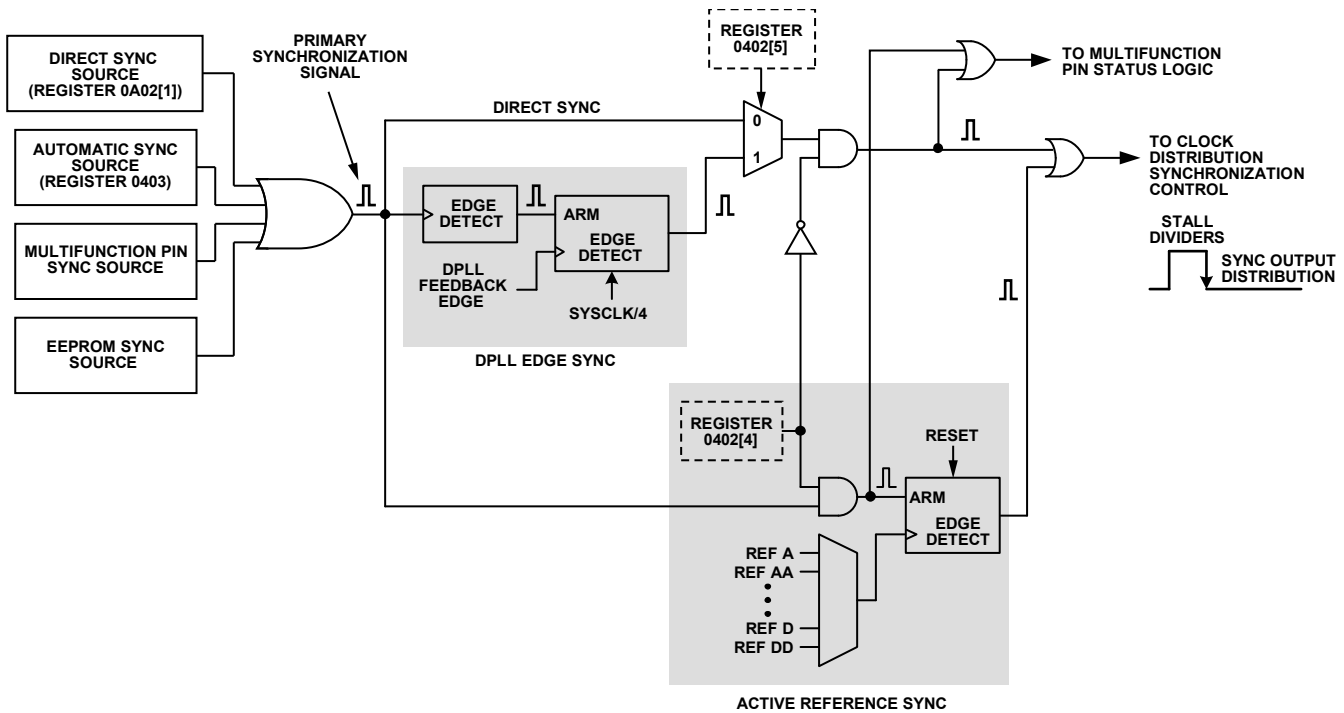 DIRECT SYNC
SOURCE
(REGISTER 0A02[1])
AUTOMATIC SYNC
SOURCE
(REGISTER 0403)
MULTIFUNCTION PIN
SYNC SOURCE
EEPROM SYNC
SOURCE
PRIMARY
SYNCHRONIZATION
SIGNAL
DIRECT SYNC
EDGE
DETECT
ARM
EDGE
DETECT
DPLL
FEEDBACK
EDGE
SYSCLK/4
DPLL EDGE SYNC
REGISTER
0402[5]
0
1
TO MULTIFUNCTION
PIN STATUS LOGIC
TO CLOCK
DISTRIBUTION
SYNCHRONIZATION
CONTROL
STALL
DIVIDERS
SYNC OUTPUT
DISTRIBUTION
REGISTER
0402[4]
RESET
ARM
EDGE
DETECT
REF A
REF AA
REF D
REF DD
ACTIVE REFERENCE SYNC